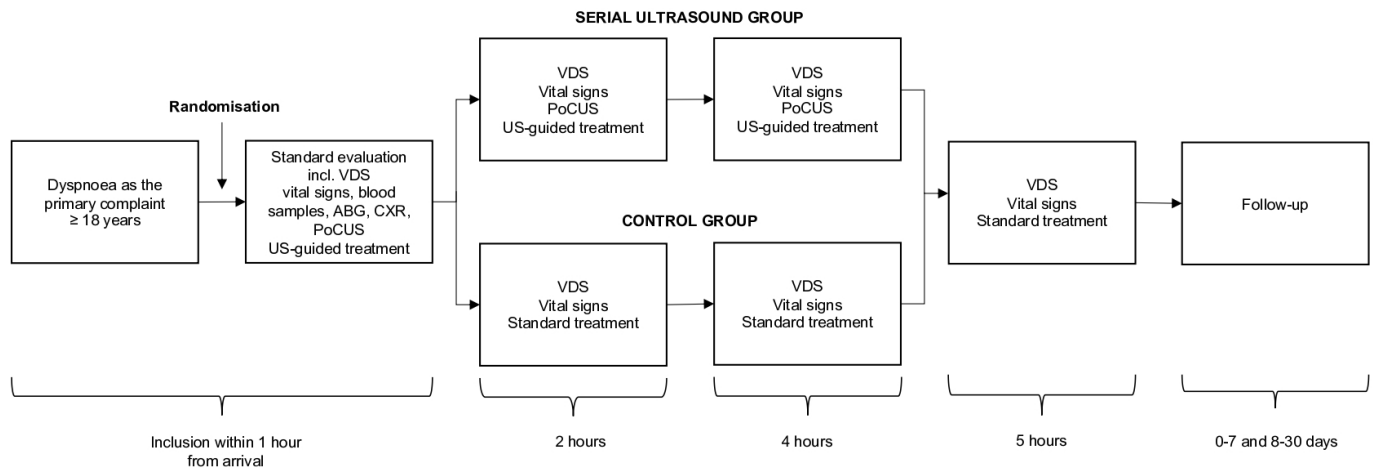 SERIAL ULTRASOUND GROUP
Randomisation
Dyspnoea as the
primary complaint
≥ 18 years
Standard evaluation
incl. VDS
vital signs, blood
samples, ABG, CXR,
PoCUS
US-guided treatment
VDS
Vital signs
PoCUS
US-guided treatment
VDS
Vital signs
PoCUS
US-guided treatment
CONTROL GROUP
VDS
Vital signs
Standard treatment
VDS
Vital signs
Standard treatment
VDS
Vital signs
Standard treatment
Follow-up
Inclusion within 1 hour
from arrival
2 hours
4 hours
5 hours
0-7 and 8-30 days